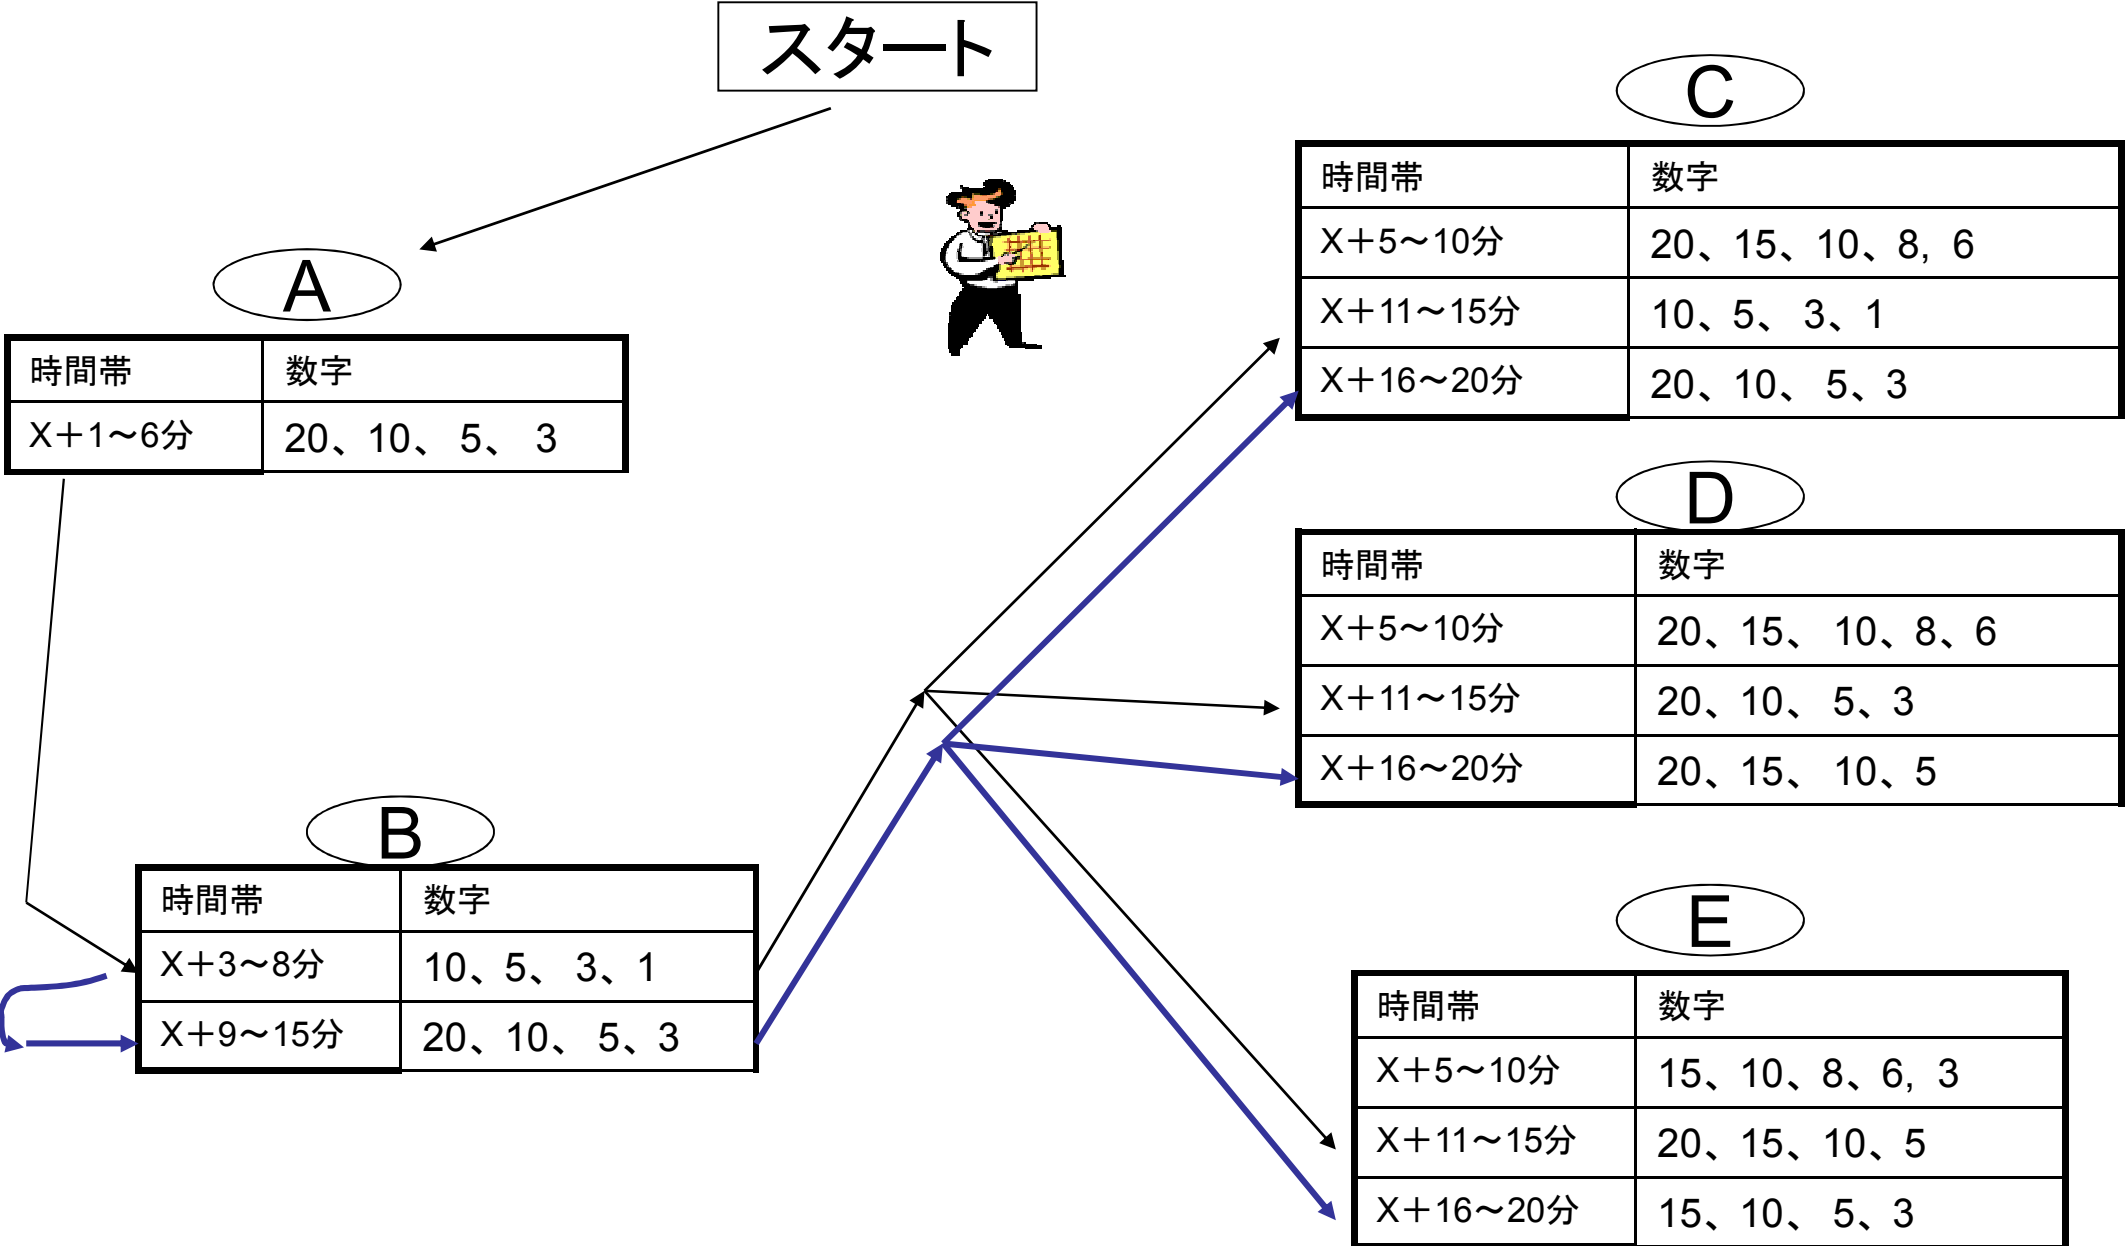 スタート
A
時間帯 数字
X+1～6分 20、10、 5、 3
B
時間帯 数字
X+3～8分 10、5、 3、1
X+9～15分 20、10、 5、3
C
時間帯 数字
X+5～10分 20、15、10、8, 6
X+11～15分 10、5、 3、1
X+16～20分 20、10、 5、3
D
時間帯 数字
X+5～10分 20、15、 10、8、6
X+11～15分 20、10、 5、3
X+16～20分 20、15、 10、5
E
時間帯 数字
X+5～10分 15、10、8、6, 3
X+11～15分 20、15、10、5
X+16～20分 15、10、 5、3